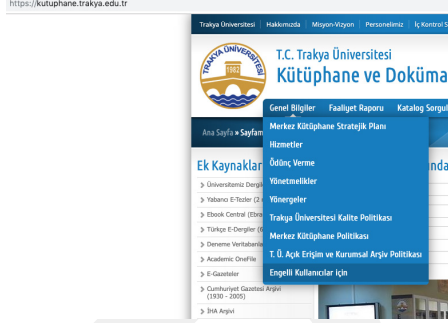 https://kutuphane.trakya.edu.tr
Trakya Üniversitesi Hakkımızda Misyon-Vizyon Personelimiz İç Kontrol S
TRAKYA ÜNİVERSİTESİ
1982
T.C. Trakya Üniversitesi
Kütüphane ve Doküma
Genel Bilgiler Faaliyet Raporu Katalog Sorgul
Ana Sayfa » Sayfam
Merkez Kütüphane Stratejik Planı
Hizmetler
Ödünç Verme
Yönetmelikler
Yönergeler
Trakya Üniversitesi Kalite Politikası
Merkez Kütüphane Politikası
T. Ü. Açık Erişim ve Kurumsal Arşiv Politikası
Engelli Kullanıcılar için
Ek Kaynaklar
nda
Üniversitemiz Dergil
Yabancı E-Tezler (2
Ebook Central (Ebra
Türkçe E-Dergiler (6
Deneme Veritabanla
Academic OneFile
E-Gazeteler
Cumhuriyet Gazetesi Arşivi
(1930 - 2005)
İHA Arşivi